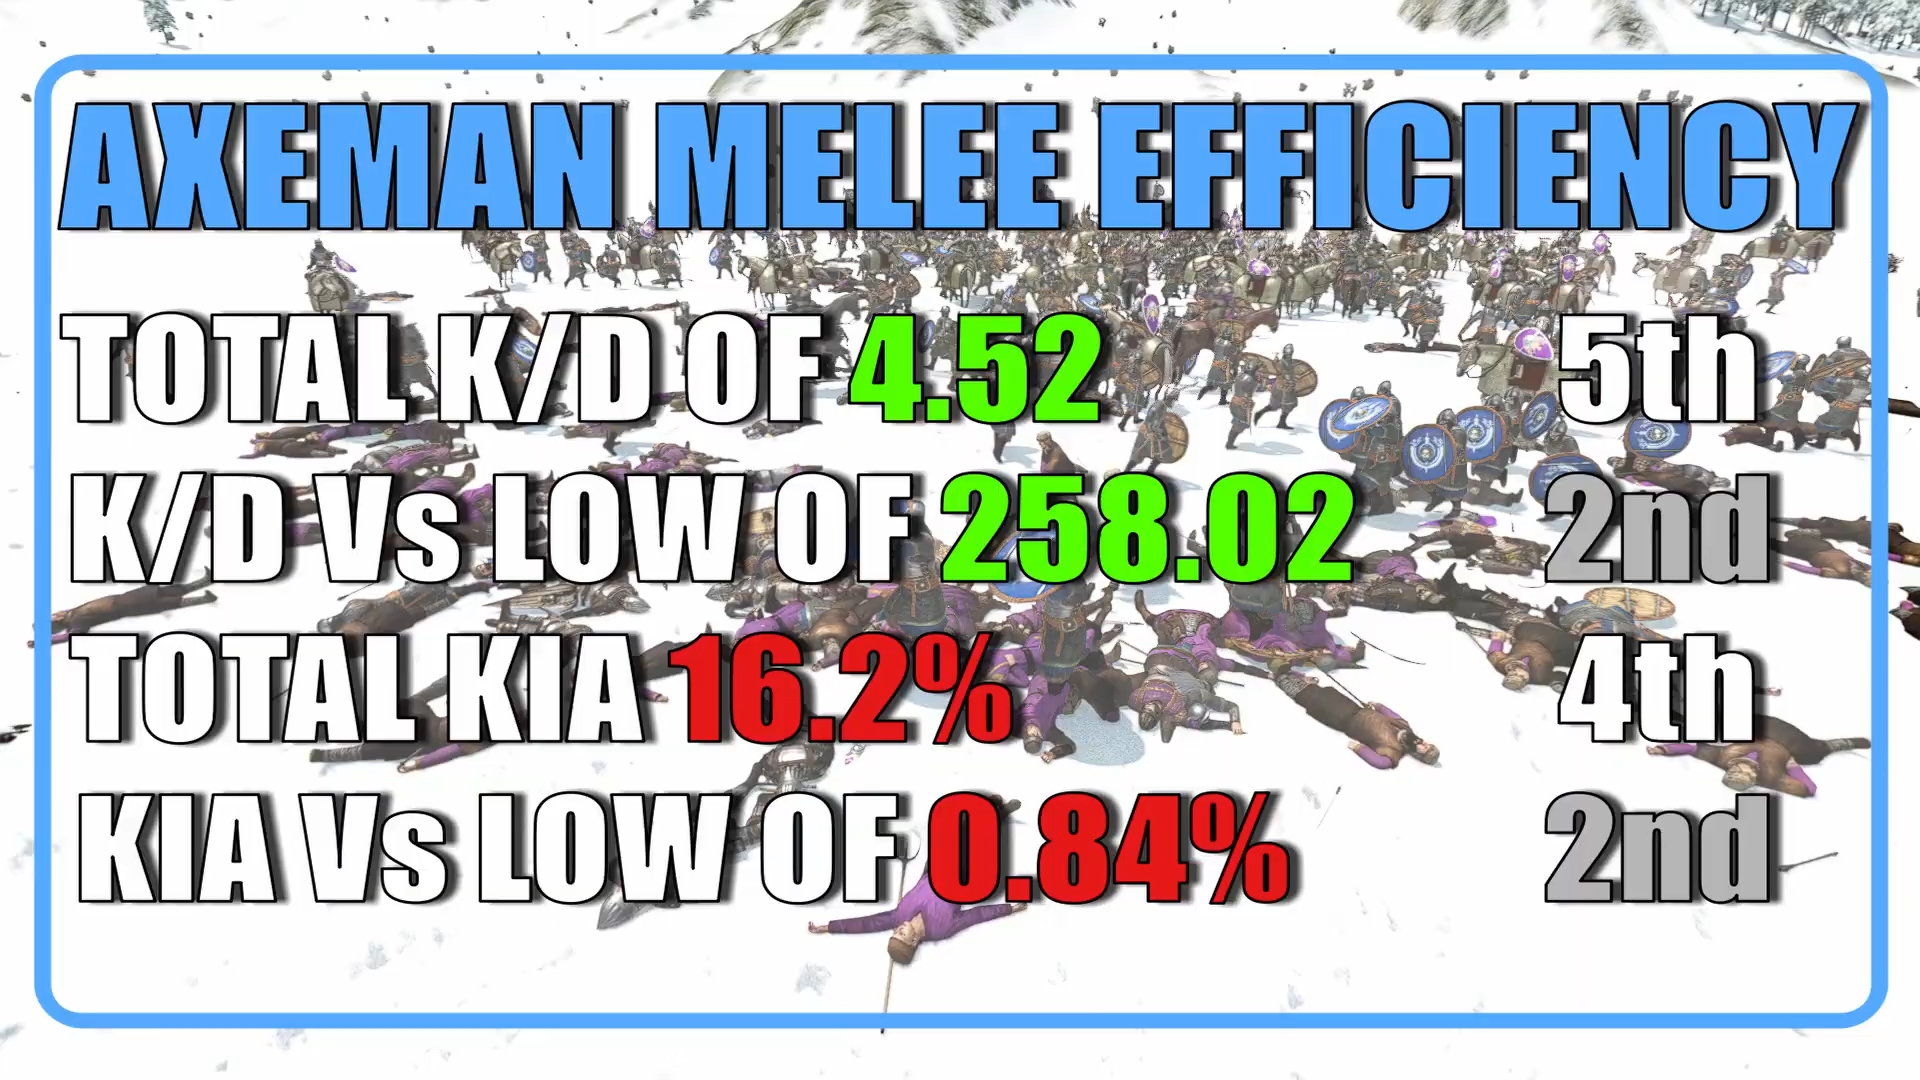 AXEMAN MELEE EFFICIENCY
TOTAL K/D OF 4.52 5th
K/D Vs LOW OF 258.02 2nd
TOTAL KIA 16.2% 4th
KIA Vs LOW OF 0.84% 2nd